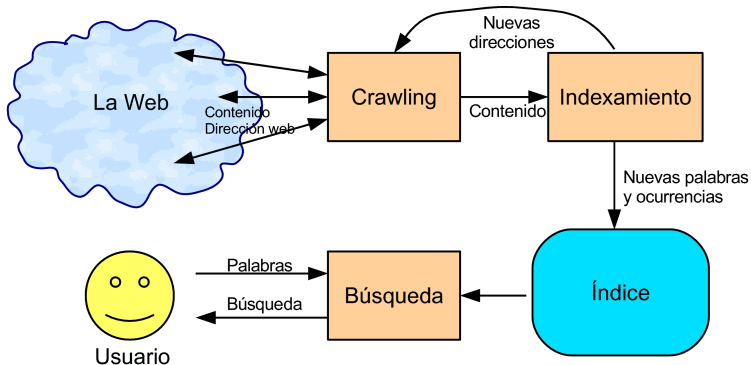 Nuevas
direcciones
La Web
Contenido
Dirección web
Crawling
Contenido
Indexamiento
Nuevas palabras
y ocurrencias
Palabras
Búsqueda
Búsqueda
Índice
Usuario